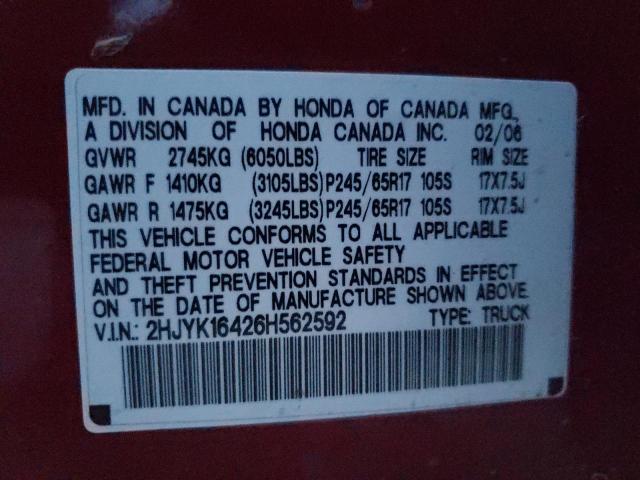 MFD. IN CANADA BY HONDA OF CANADA MFG.,
A DIVISION OF HONDA CANADA INC. 02/06
GVWR 2745KG (6050LBS) TIRE SIZE RIM SIZE
GAWR F 1410KG (3105LBS) P245/65R17 105S 17X7.5J
GAWR R 1475KG (3245LBS) P245/65R17 105S 17X7.5J
THIS VEHICLE CONFORMS TO ALL APPLICABLE
FEDERAL MOTOR VEHICLE SAFETY
AND THEFT PREVENTION STANDARDS IN EFFECT
ON THE DATE OF MANUFACTURE SHOWN ABOVE.
V.I.N.: 2HJYK16426H562592 TYPE: TRUCK